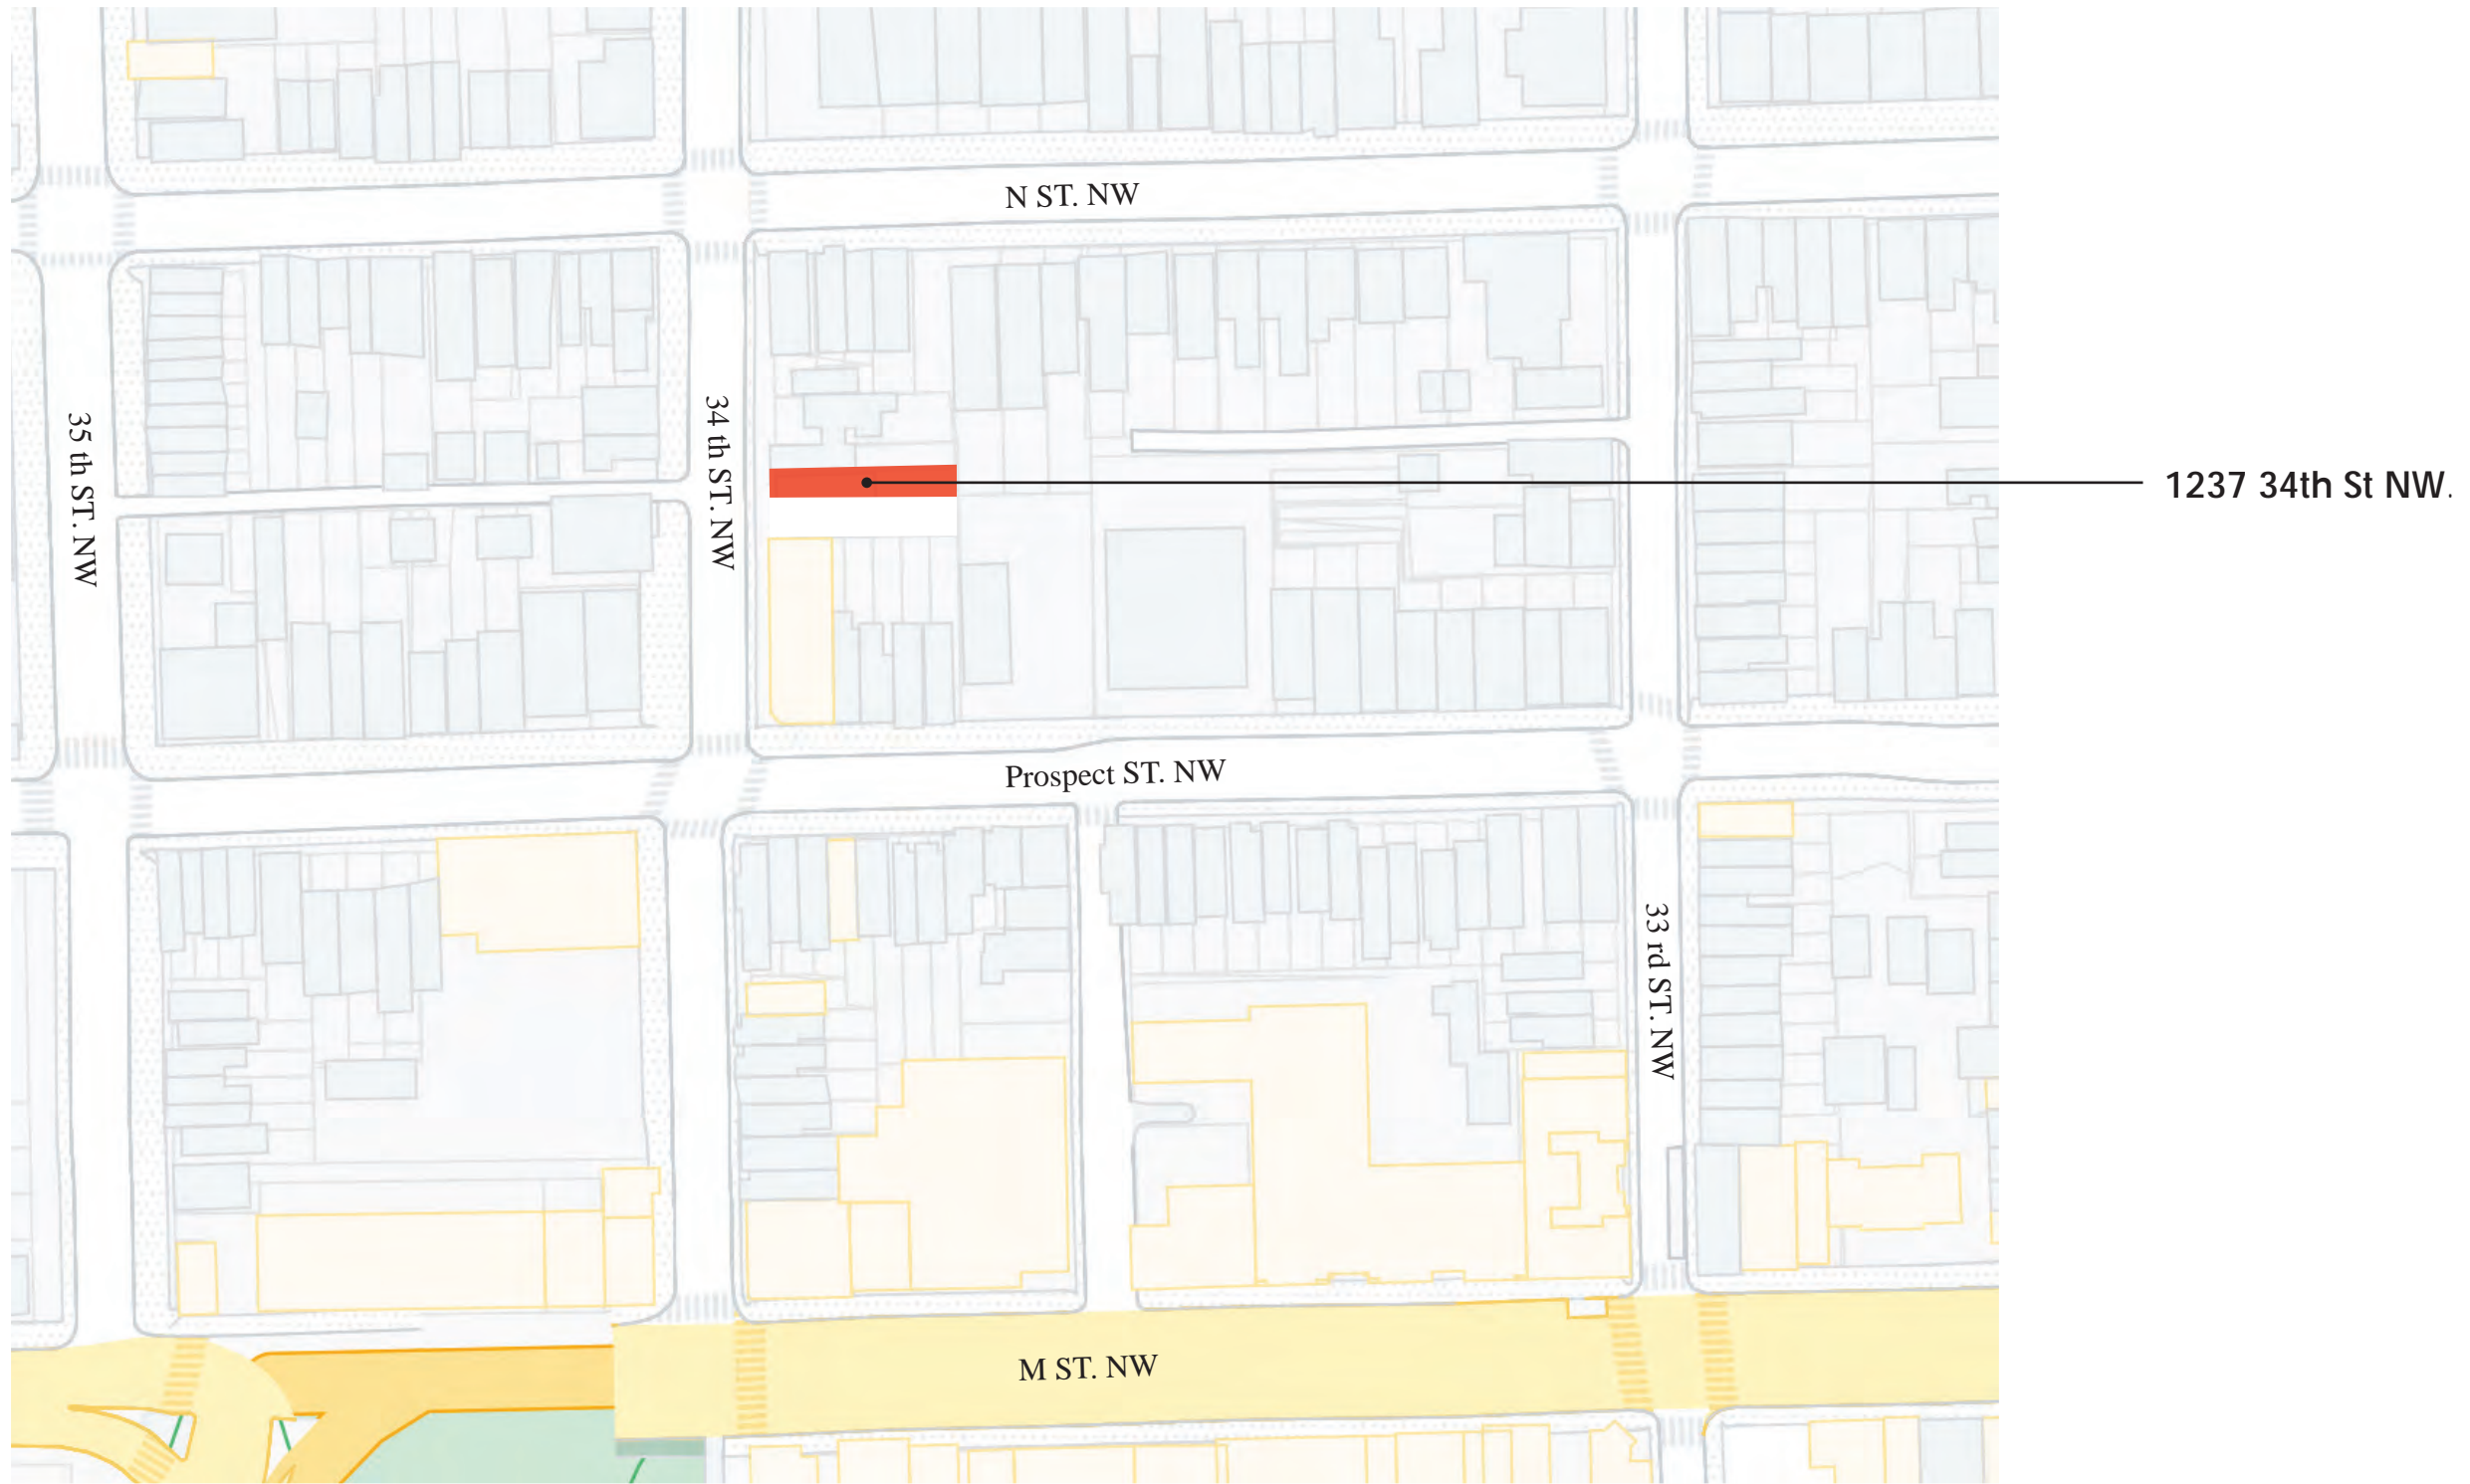 N ST. NW
35 th ST. NW
34 th ST. NW
1237 34th St NW.
Prospect ST. NW
33 rd ST. NW
M ST. NW